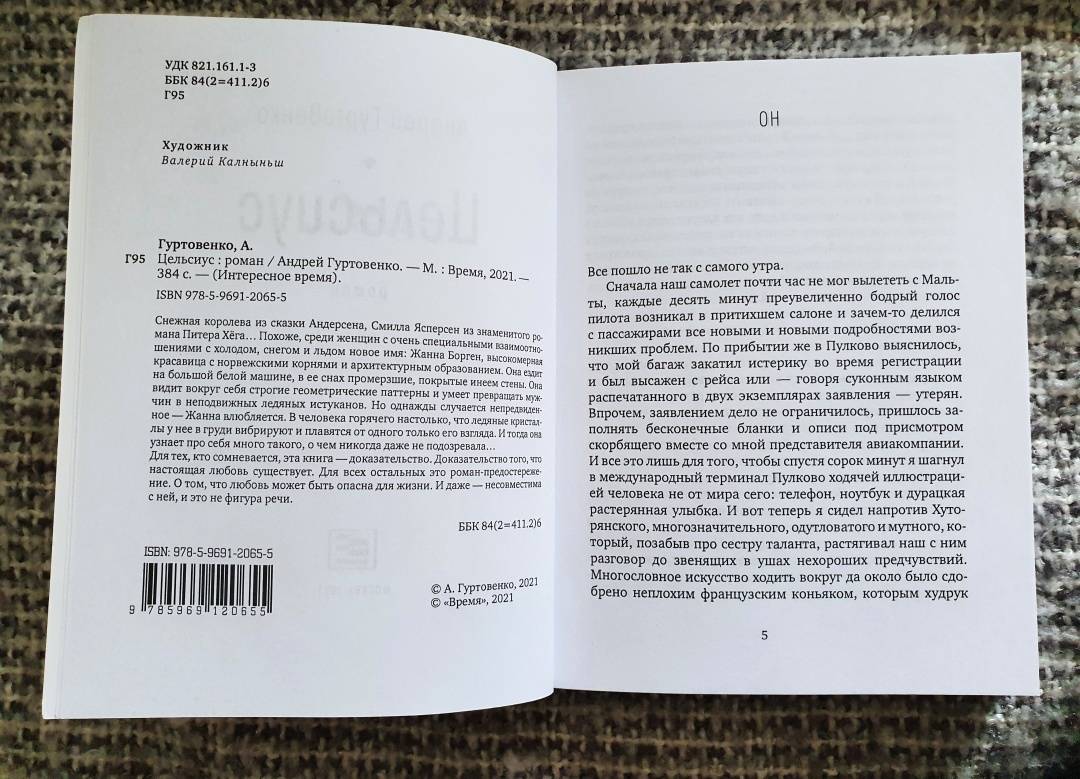 УДК 821.161.1-3
ББК 84(2=411.2)6
Г95
Художник
Валерий Калныньш
Гуртовенко, А.
Г95 Цельсиус : роман / Андрей Гуртовенко. — М. : Время, 2021. —
384 с. — (Интересное время).
ISBN 978-5-9691-2065-5
Снежная королева из сказки Андерсена, Смилла Ясперсен из знаменитого ро-
мана Питера Хёга... Похоже, среди женщин с очень специальными взаимоотно-
шениями с холодом, снегом и льдом новое имя: Жанна Борген, высокомерная
красавица с норвежскими корнями и архитектурным образованием. Она ездит
на большой белой машине, в ее снах промерзшие, покрытые инеем стены. Она
видит вокруг себя строгие геометрические паттерны и умеет превращать муж-
чин в неподвижных ледяных истуканов. Но однажды случается непредвиден-
ное — Жанна влюбляется. В человека горячего настолько, что ледяные кристал-
лы у нее в груди вибрируют и плавятся от одного только его взгляда. И тогда она
узнает про себя много такого, о чем никогда даже не подозревала...
Для тех, кто сомневается, эта книга — доказательство. Доказательство того, что
настоящая любовь существует. Для всех остальных это роман-предостереже-
ние. О том, что любовь может быть опасна для жизни. И даже — несовместима
с ней, и это не фигура речи.
ББК 84(2=411.2)6
ISBN: 978-5-9691-2065-5
9 785969 120655
© А. Гуртовенко, 2021
© «Время», 2021
ОН
Все пошло не так с самого утра.
Сначала наш самолет почти час не мог вылететь с Маль-
ты, каждые десять минут преувеличенно бодрый голос
пилота возникал в притихшем салоне и зачем-то делился
с пассажирами все новыми и новыми подробностями воз-
никших проблем. По прибытии же в Пулково выяснилось,
что мой багаж закатил истерику во время регистрации
и был высажен с рейса или — говоря суконным языком
распечатанного в двух экземплярах заявления — утерян.
Впрочем, заявлением дело не ограничилось, пришлось за-
полнять бесконечные бланки и описи под присмотром
скорбящего вместе со мной представителя авиакомпании.
И все это лишь для того, чтобы спустя сорок минут я шагнул
в международный терминал Пулково ходячей иллюстраци-
ей человека не от мира сего: телефон, ноутбук и дурацкая
растерянная улыбка. И вот теперь я сидел напротив Хуто-
рянского, многозначительного, одутловатого и мутного, ко-
торый, позабыв про сестру таланта, растягивал наш с ним
разговор до звенящих в ушах нехороших предчувствий.
Многословное искусство ходить вокруг да около было сдо-
брено неплохим французским коньяком, которым худрук
5